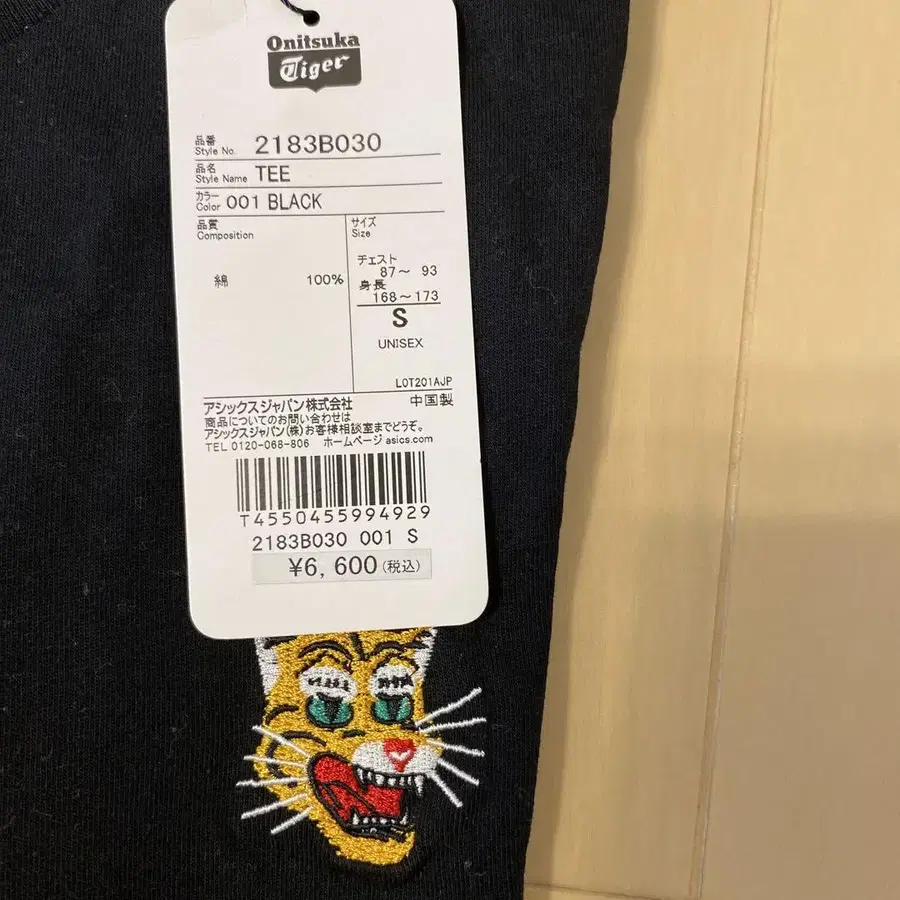 Onitsuka
Tiger
品番
Style No. 2183B030
品名
Style Name TEE
カラー
Color 001 BLACK
品質
Composition
綿 100%
サイズ
Size
チェスト
87～ 93
身長
168～173
S
UNISEX
LOT201AJP
アシックスジャパン株式会社 中国製
商品についてのお問い合わせは
アシックスジャパン(株)お客様相談室までどうぞ。
TEL 0120-068-806 ホームページ asics.com
T4550455994929
2183B030 001 S
¥6,600(税込)